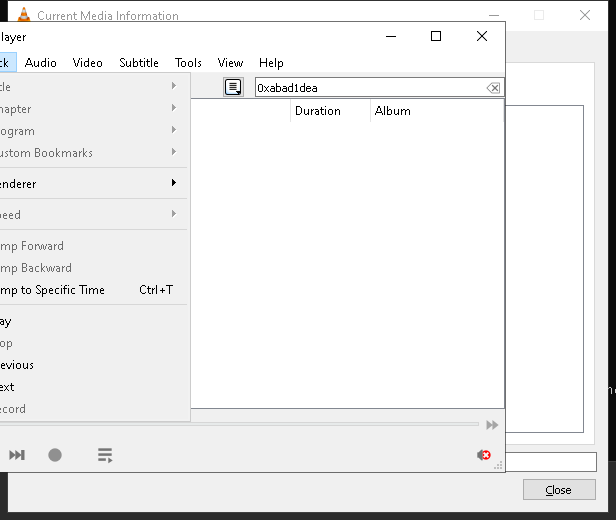 Current Media Information
layer
ck Audio Video Subtitle Tools View Help
tle
hapter
0xabad1dea
ogram
ustom Bookmarks
Duration Album
enderer
peed
mp Forward
mp Backward
mp to Specific Time Ctrl+T
ay
op
evious
ext
ecord
Close